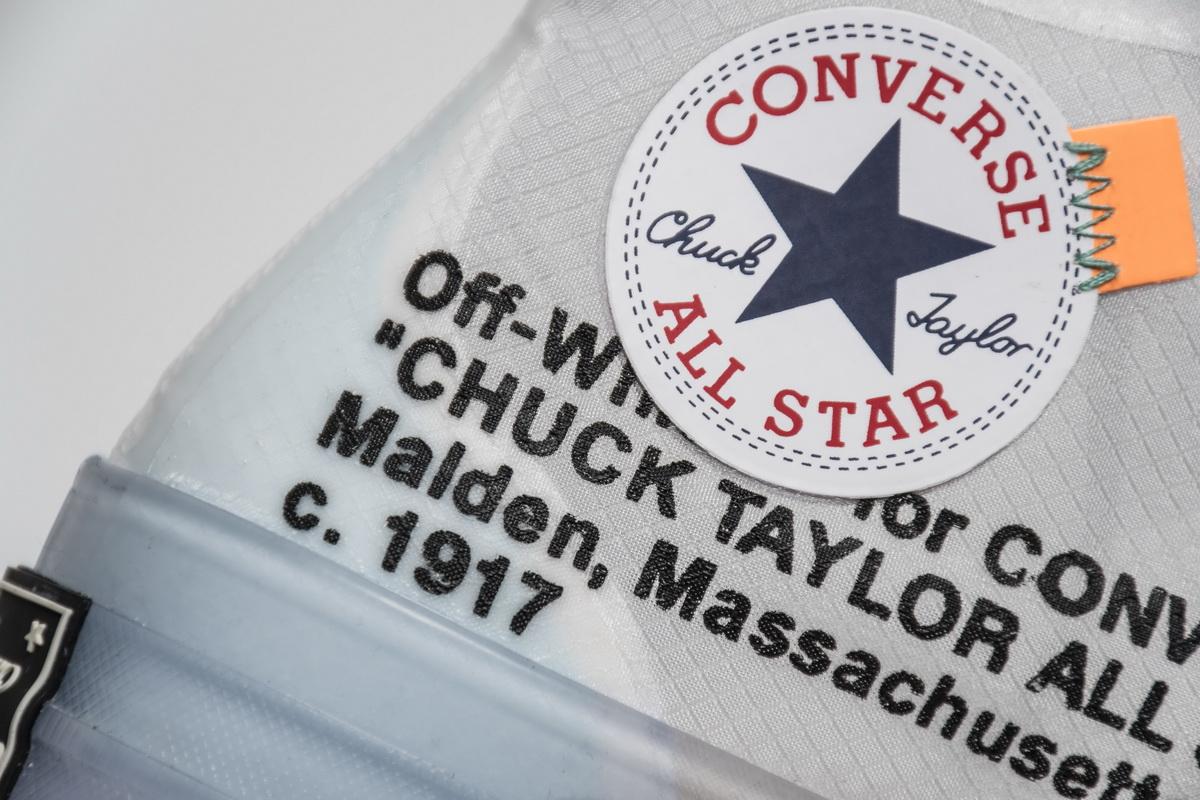 CONVERSE
Chuck Taylor
ALL STAR
Off-Wh for CONV
"CHUCK TAYLOR ALL
Malden, Massachusett
c. 1917